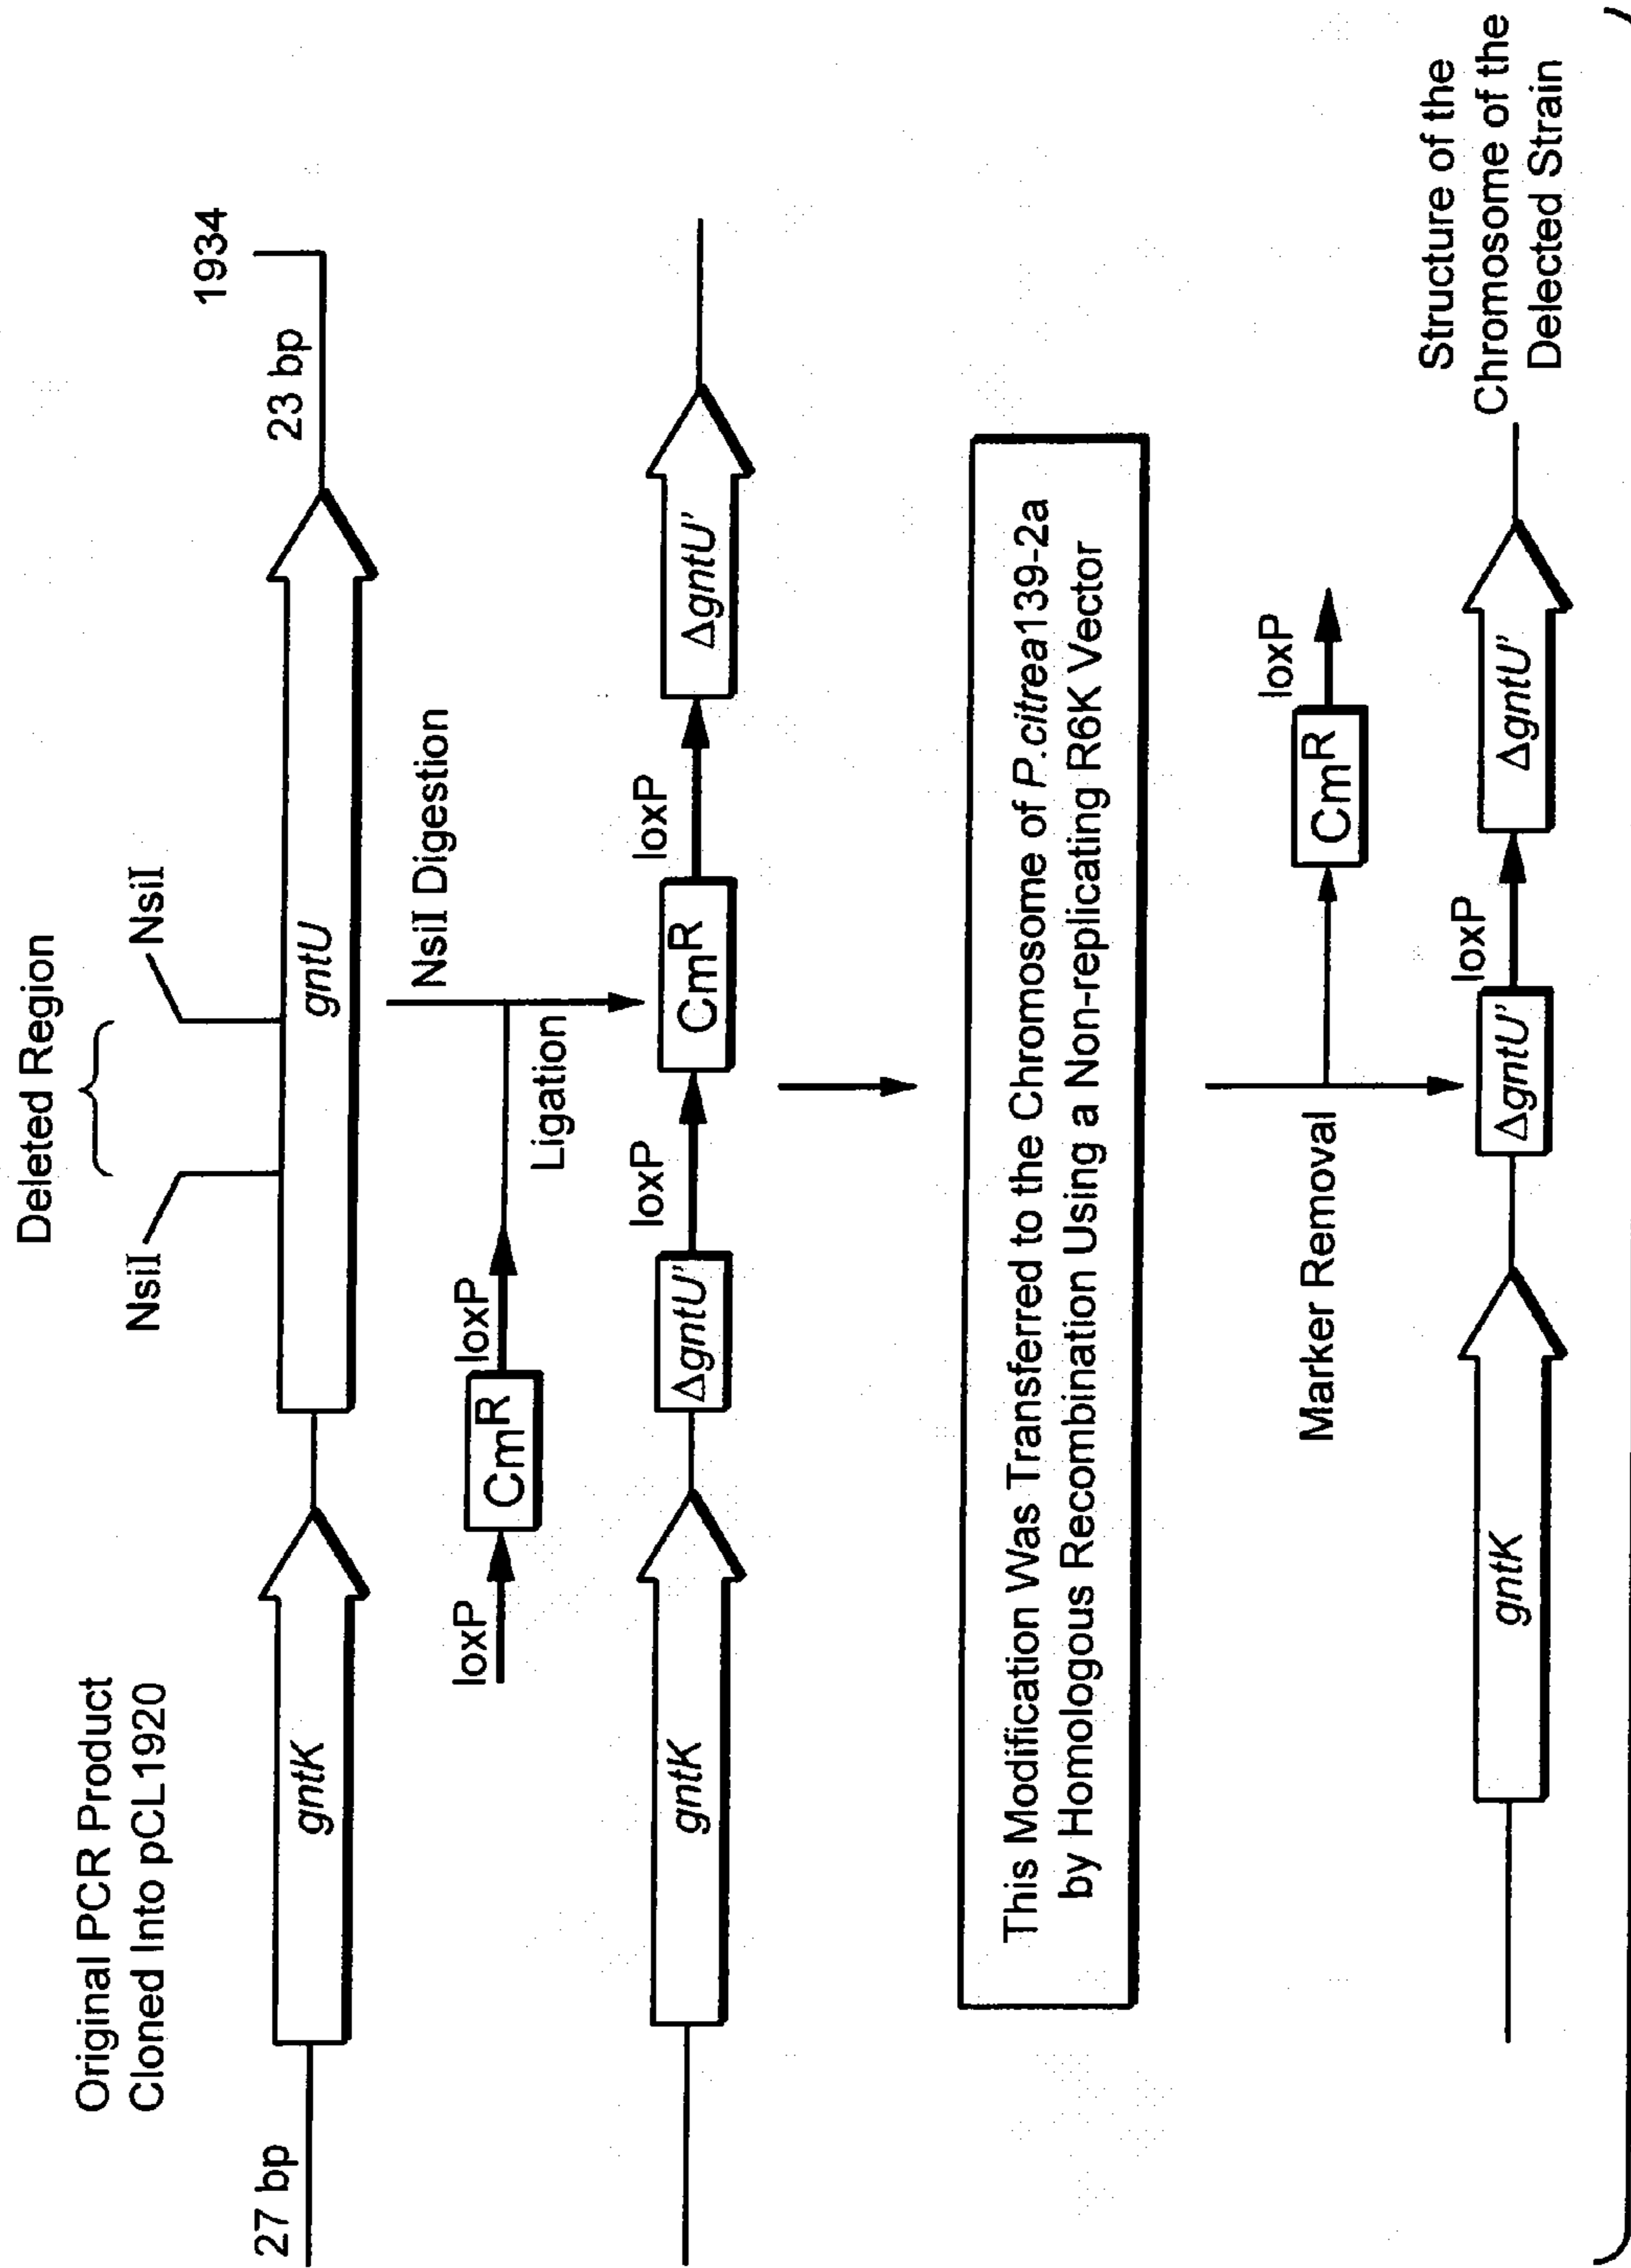 Original PCR Product
Cloned Into pCL1920
Deleted Region
NsiI
NsiI
27 bp
gntK
gntU
23 bp
1934
NsiI Digestion
loxP
CmR
loxP
Ligation
gntK
ΔgntU'
loxP
CmR
loxP
ΔgntU'
This Modification Was Transferred to the Chromosome of P.citrea139-2a
by Homologous Recombination Using a Non-replicating R6K Vector
Marker Removal
CmR
loxP
gntK
ΔgntU'
loxP
ΔgntU'
Structure of the
Chromosome of the
Delected Strain